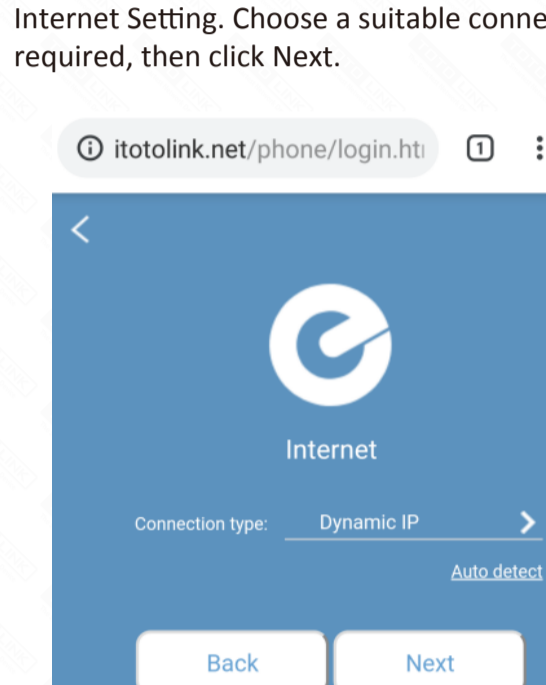 Internet Setting. Choose a suitable conne
required, then click Next.
itotolink.net/phone/login.ht
1
Internet
Connection type: Dynamic IP
Auto detect
Back Next